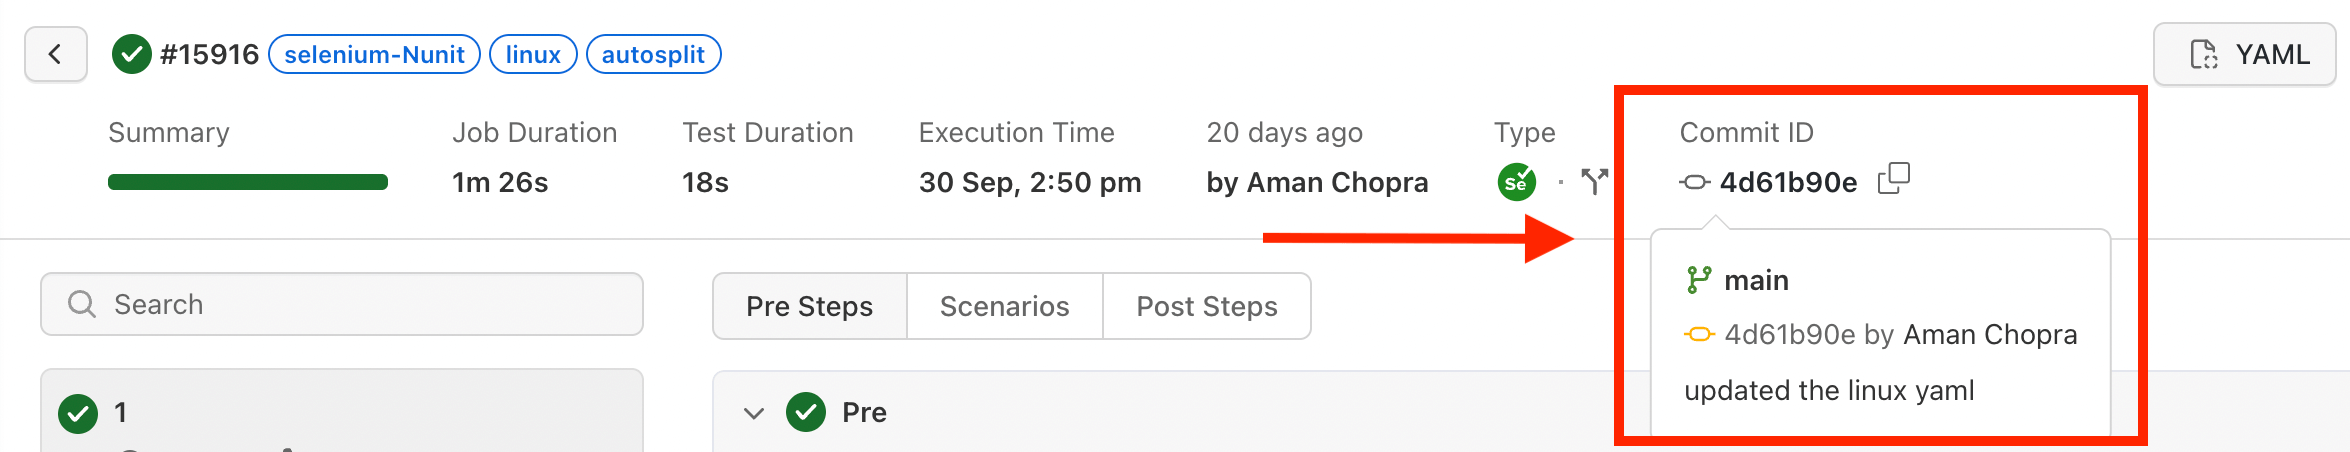 #15916 selenium-Nunit linux autosplit YAML
Summary Job Duration Test Duration Execution Time 20 days ago Type Commit ID
1m 26s 18s 30 Sep, 2:50 pm by Aman Chopra Se 4d61b90e
main
4d61b90e by Aman Chopra
updated the linux yaml
Search Pre Steps Scenarios Post Steps
1 Pre